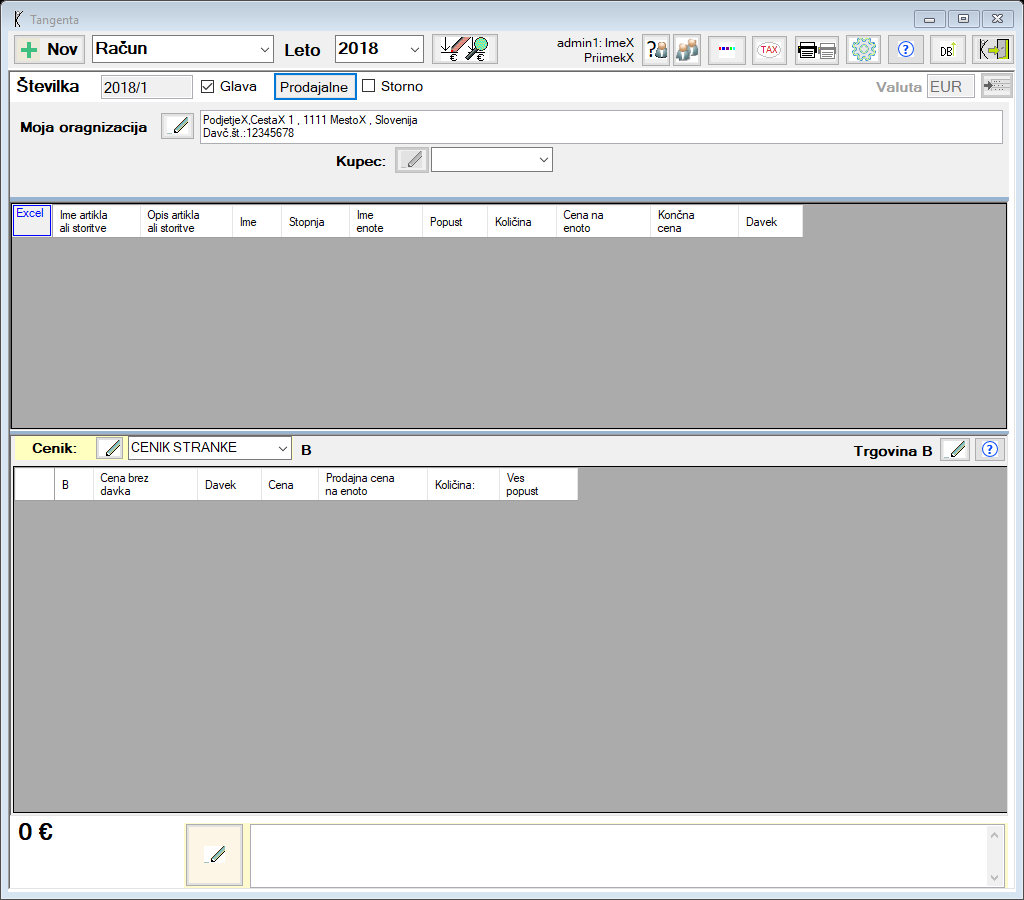 Tangenta
Nov
Račun
Leto
2018
€ €
admin1: ImeX
PriimekX
?
TAX
?
DB
Številka
2018/1
Glava
Prodajalne
Storno
Valuta
EUR
Moja oragnizacija
PodjetjeX,CestaX 1 , 1111 MestoX , Slovenija
Davč.št.:12345678
Kupec:
Excel
Ime artikla
ali storitve
Opis artikla
ali storitve
Ime
Stopnja
Ime
enote
Popust
Količina
Cena na
enoto
Končna
cena
Davek
Cenik:
CENIK STRANKE
B
Trgovina B
?
B
Cena brez
davka
Davek
Cena
Prodajna cena
na enoto
Količina:
Ves
popust
0 €